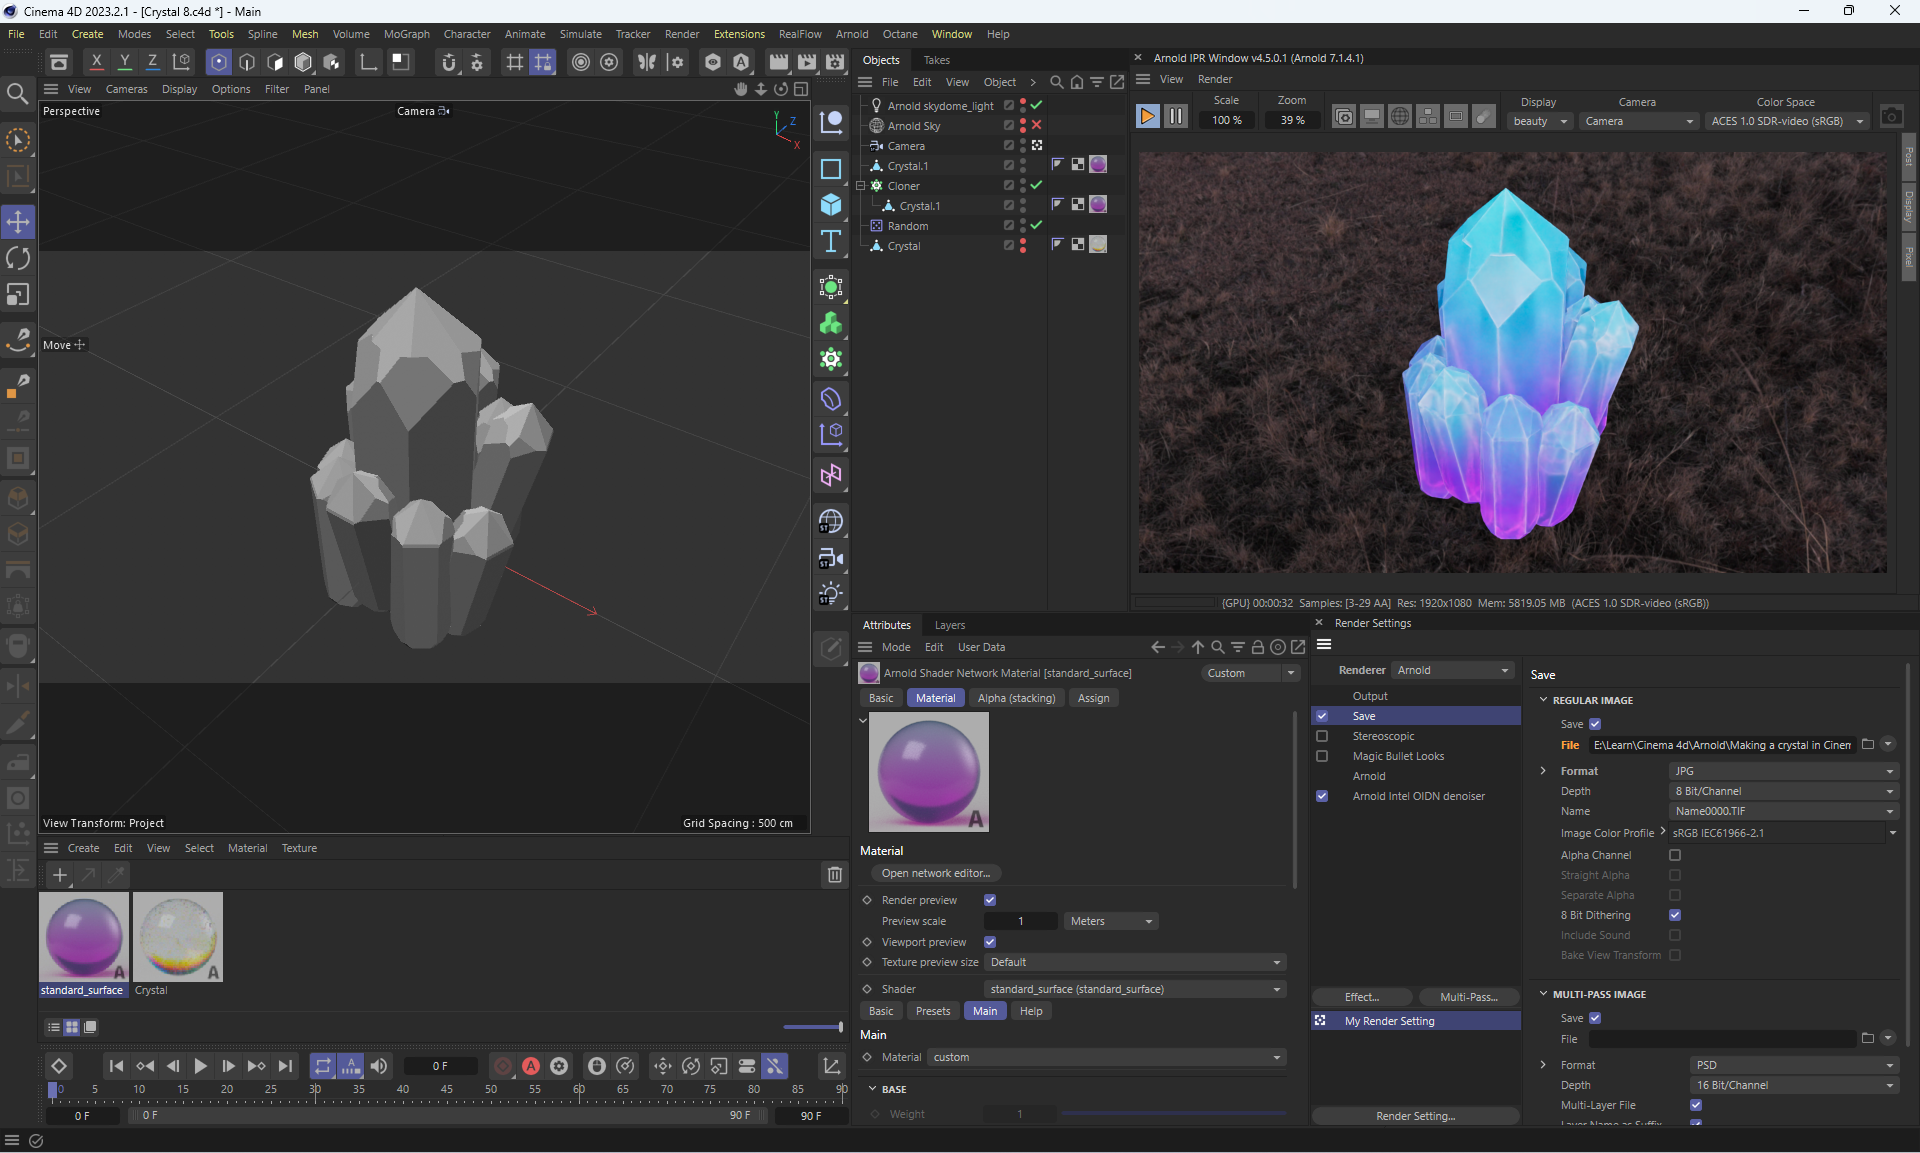 Cinema 4D 2023.2.1 - [Crystal 8.c4d *] - Main
File Edit Create Modes Select Tools Spline Mesh Volume MoGraph Character Animate Simulate Tracker Render Extensions RealFlow Arnold Octane Window Help
X Y Z
View Cameras Display Options Filter Panel
Perspective
Camera
Y Z X
Move
View Transform: Project
Grid Spacing : 500 cm
Objects Takes
File Edit View Object
Arnold skydome_light
Arnold Sky
Camera
Crystal.1
Cloner
Crystal.1
Random
Crystal
Arnold IPR Window v4.5.0.1 (Arnold 7.1.4.1)
View Render
Scale Zoom Display Camera Color Space
100 % 39 % beauty Camera ACES 1.0 SDR-video (sRGB)
Post
Display
Pixel
[GPU] 00:00:32 Samples: [3-29 AA] Res: 1920x1080 Mem: 5819.05 MB (ACES 1.0 SDR-video (sRGB))
Create Edit View Select Material Texture
A A
standard_surface Crystal
0 F
0 5 10 15 20 25 30 35 40 45 50 55 60 65 70 75 80 85 90
0 F 0 F 90 F 90 F
Attributes Layers
Mode Edit User Data
Arnold Shader Network Material [standard_surface] Custom
Basic Material Alpha (stacking) Assign
A
Material
Open network editor...
Render preview
Preview scale 1 Meters
Viewport preview
Texture preview size Default
Shader standard_surface (standard_surface)
Basic Presets Main Help
Main
Material custom
BASE
Weight 1
Render Settings
Renderer Arnold
Output
Save
Stereoscopic
Magic Bullet Looks
Arnold
Arnold Intel OIDN denoiser
Effect... Multi-Pass...
My Render Setting
Render Setting...
Save
REGULAR IMAGE
Save
File E:\Learn\Cinema 4d\Arnold\Making a crystal in Cinem
Format JPG
Depth 8 Bit/Channel
Name Name0000.TIF
Image Color Profile sRGB IEC61966-2.1
Alpha Channel
Straight Alpha
Separate Alpha
8 Bit Dithering
Include Sound
Bake View Transform
MULTI-PASS IMAGE
Save
File
Format PSD
Depth 16 Bit/Channel
Multi-Layer File
Layer Name as Suffix